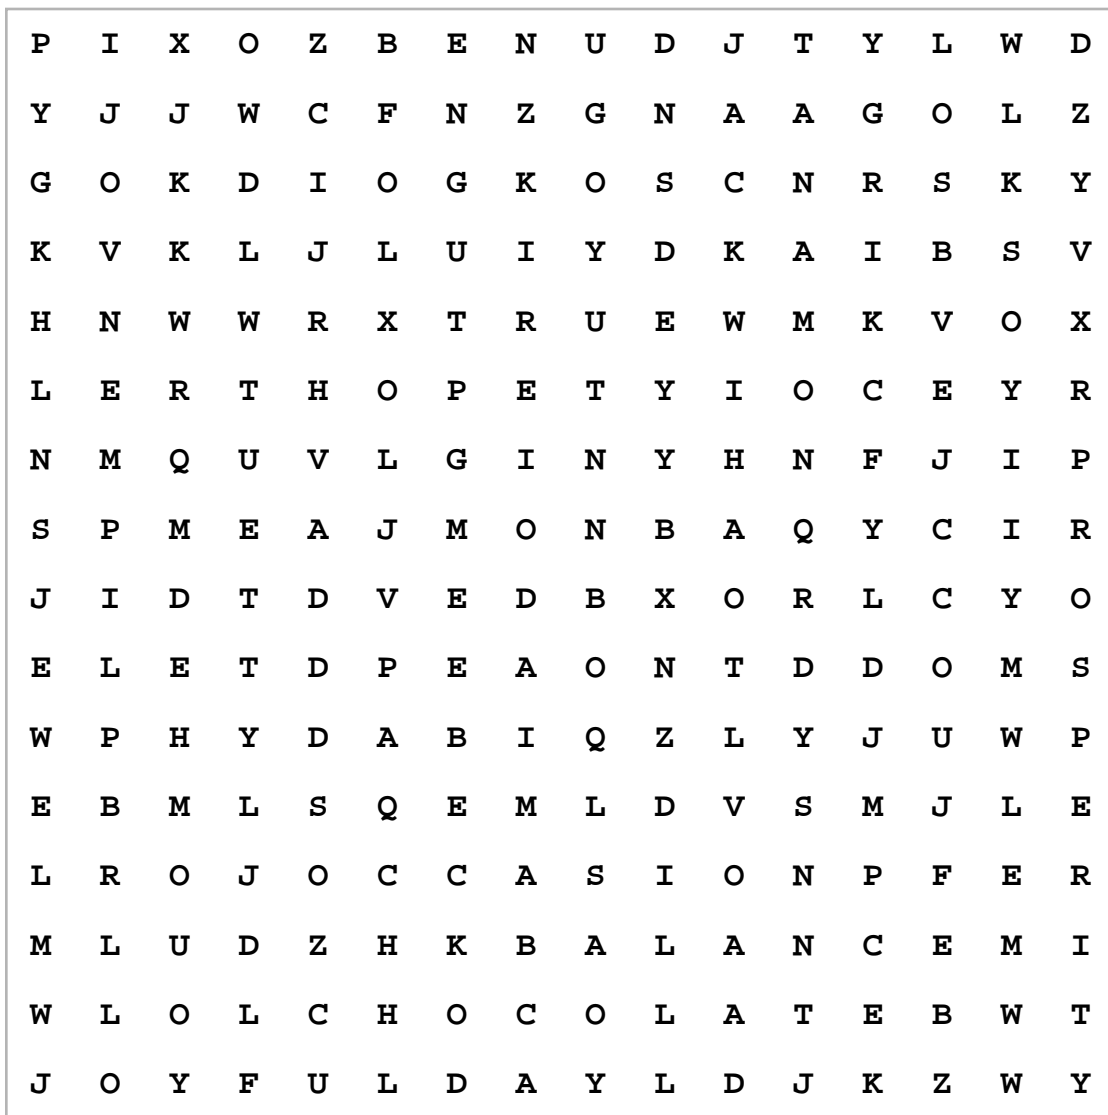 P I X O Z B E N U D J T Y L W D
Y J J W C F N Z G N A A G O L Z
G O K D I O G K O S C N R S K Y
K V K L J L U I Y D K A I B S V
H N W W R X T R U E W M K V O X
L E R T H O P E T Y I O C E Y R
N M Q U V L G I N Y H N F J I P
S P M E A J M O N B A Q Y C I R
J I D T D V E D B X O R L C Y O
E L E T D P E A O N T D D O M S
W P H Y D A B I Q Z L Y J U W P
E B M L S Q E M L D V S M J L E
L R O J O C C A S I O N P F E R
M L U D Z H K B A L A N C E M I
W L O L C H O C O L A T E B W T
J O Y F U L D A Y L D J K Z W Y